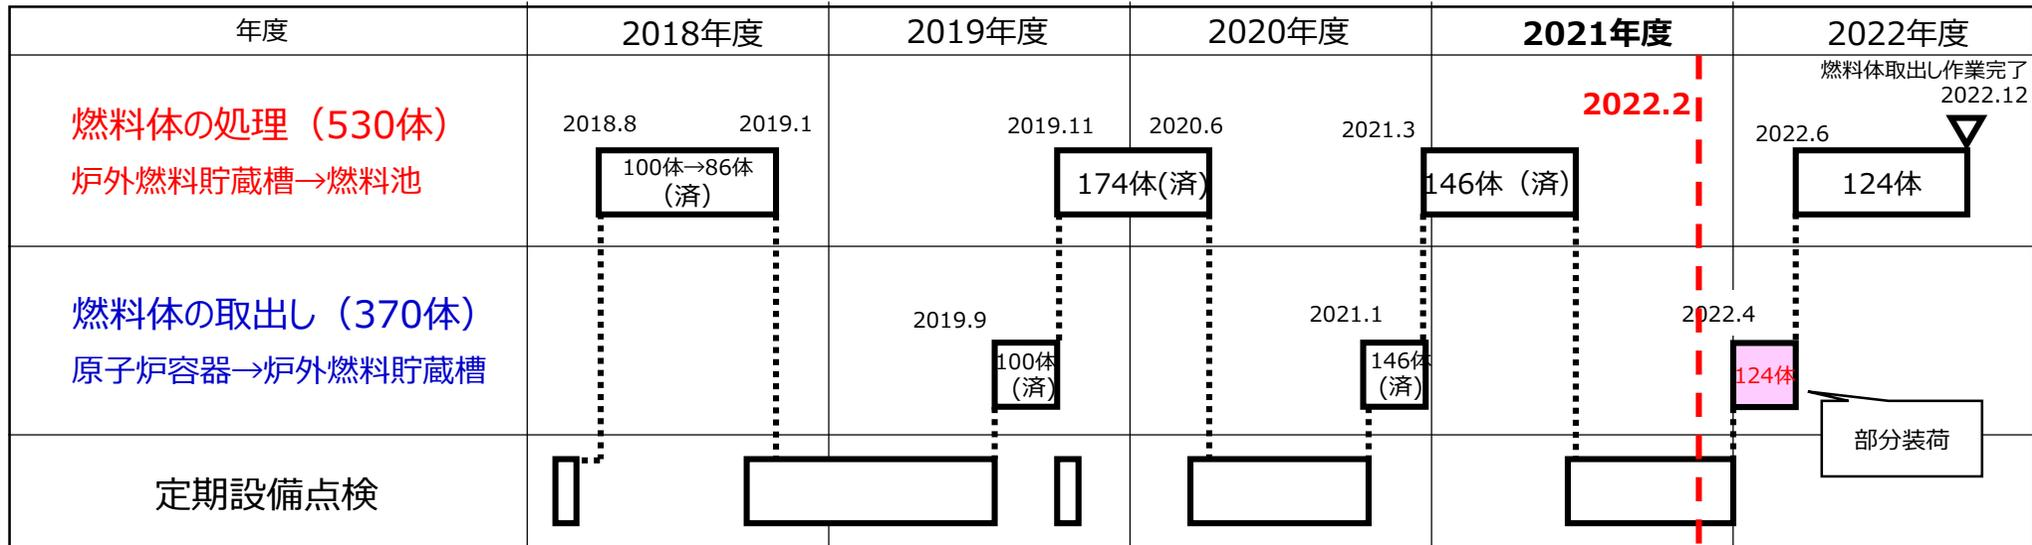 年度
2018年度
2019年度
2020年度
2021年度
2022年度
燃料体取出し作業完了
2022.12
燃料体の処理（530体）
炉外燃料貯蔵槽→燃料池
2018.8
2019.1
2019.11
2020.6
2021.3
2022.2
2022.6
100体→86体
（済）
174体(済)
146体（済）
124体
燃料体の取出し（370体）
原子炉容器→炉外燃料貯蔵槽
2019.9
2021.1
2022.4
100体
(済)
146体
(済)
124体
部分装荷
定期設備点検